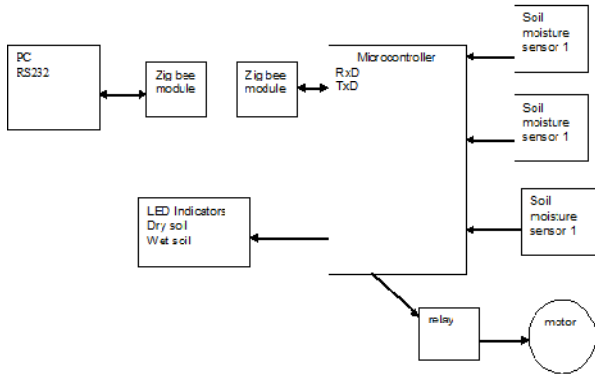 PC
RS232
Zig bee
module
Zig bee
module
Microcontroller
RxD
TxD
Soil
moisture
sensor 1
Soil
moisture
sensor 1
Soil
moisture
sensor 1
LED Indicators
Dry soil
Wet soil
relay
motor